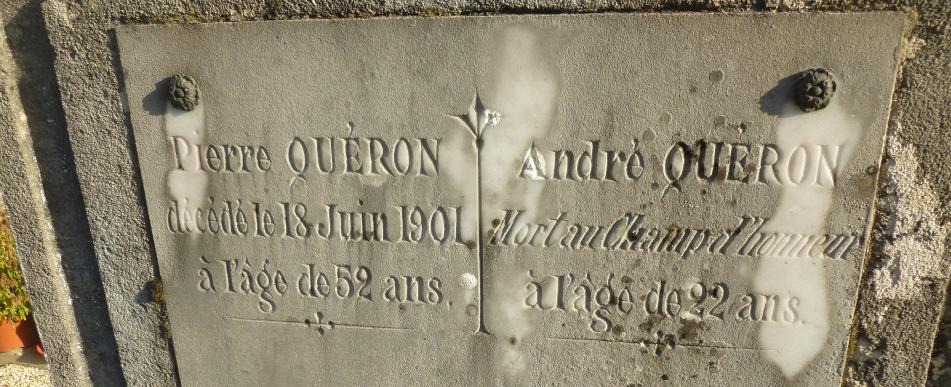 Pierre QUÉRON
décédé le 18 Juin 1901
à l'âge de 52 ans.
André QUÉRON
Mort au Champ d'honneur
à l'âge de 22 ans.